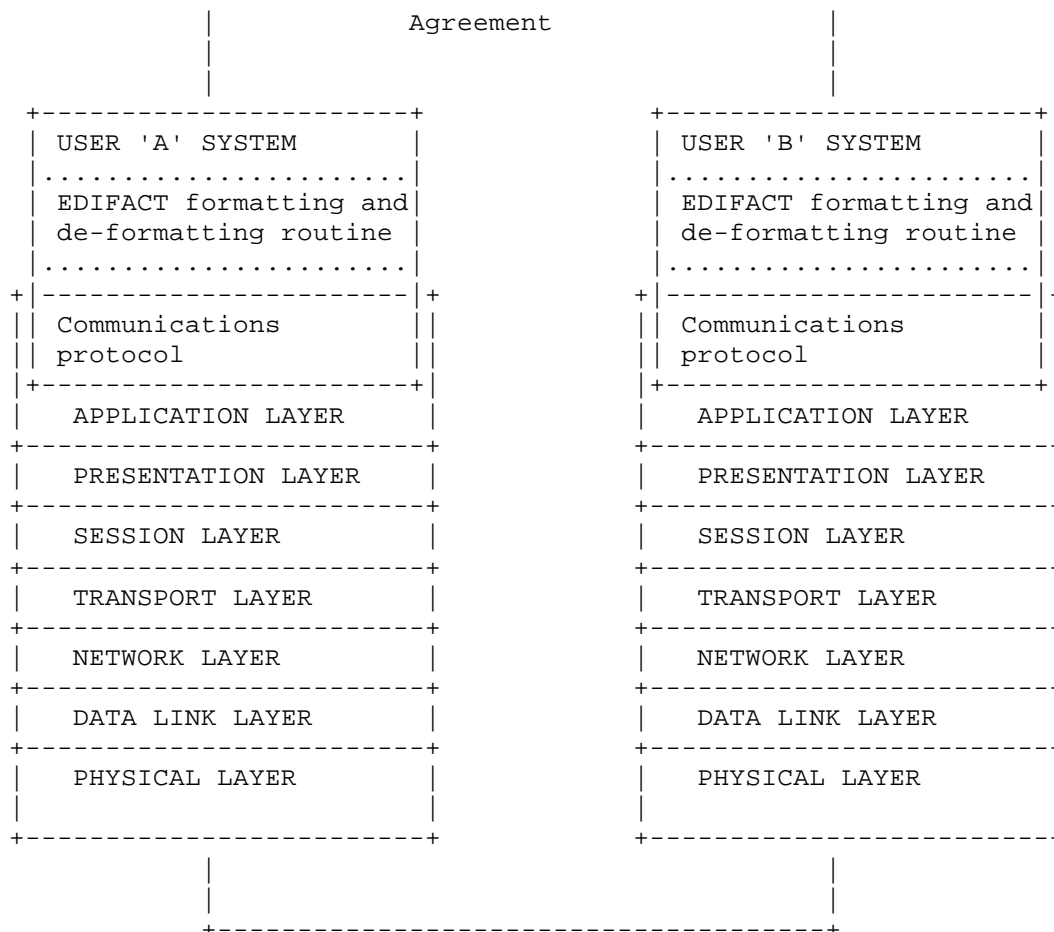 Agreement
USER 'A' SYSTEM
EDIFACT formatting and
de-formatting routine
Communications
protocol
APPLICATION LAYER
PRESENTATION LAYER
SESSION LAYER
TRANSPORT LAYER
NETWORK LAYER
DATA LINK LAYER
PHYSICAL LAYER
USER 'B' SYSTEM
EDIFACT formatting and
de-formatting routine
Communications
protocol
APPLICATION LAYER
PRESENTATION LAYER
SESSION LAYER
TRANSPORT LAYER
NETWORK LAYER
DATA LINK LAYER
PHYSICAL LAYER